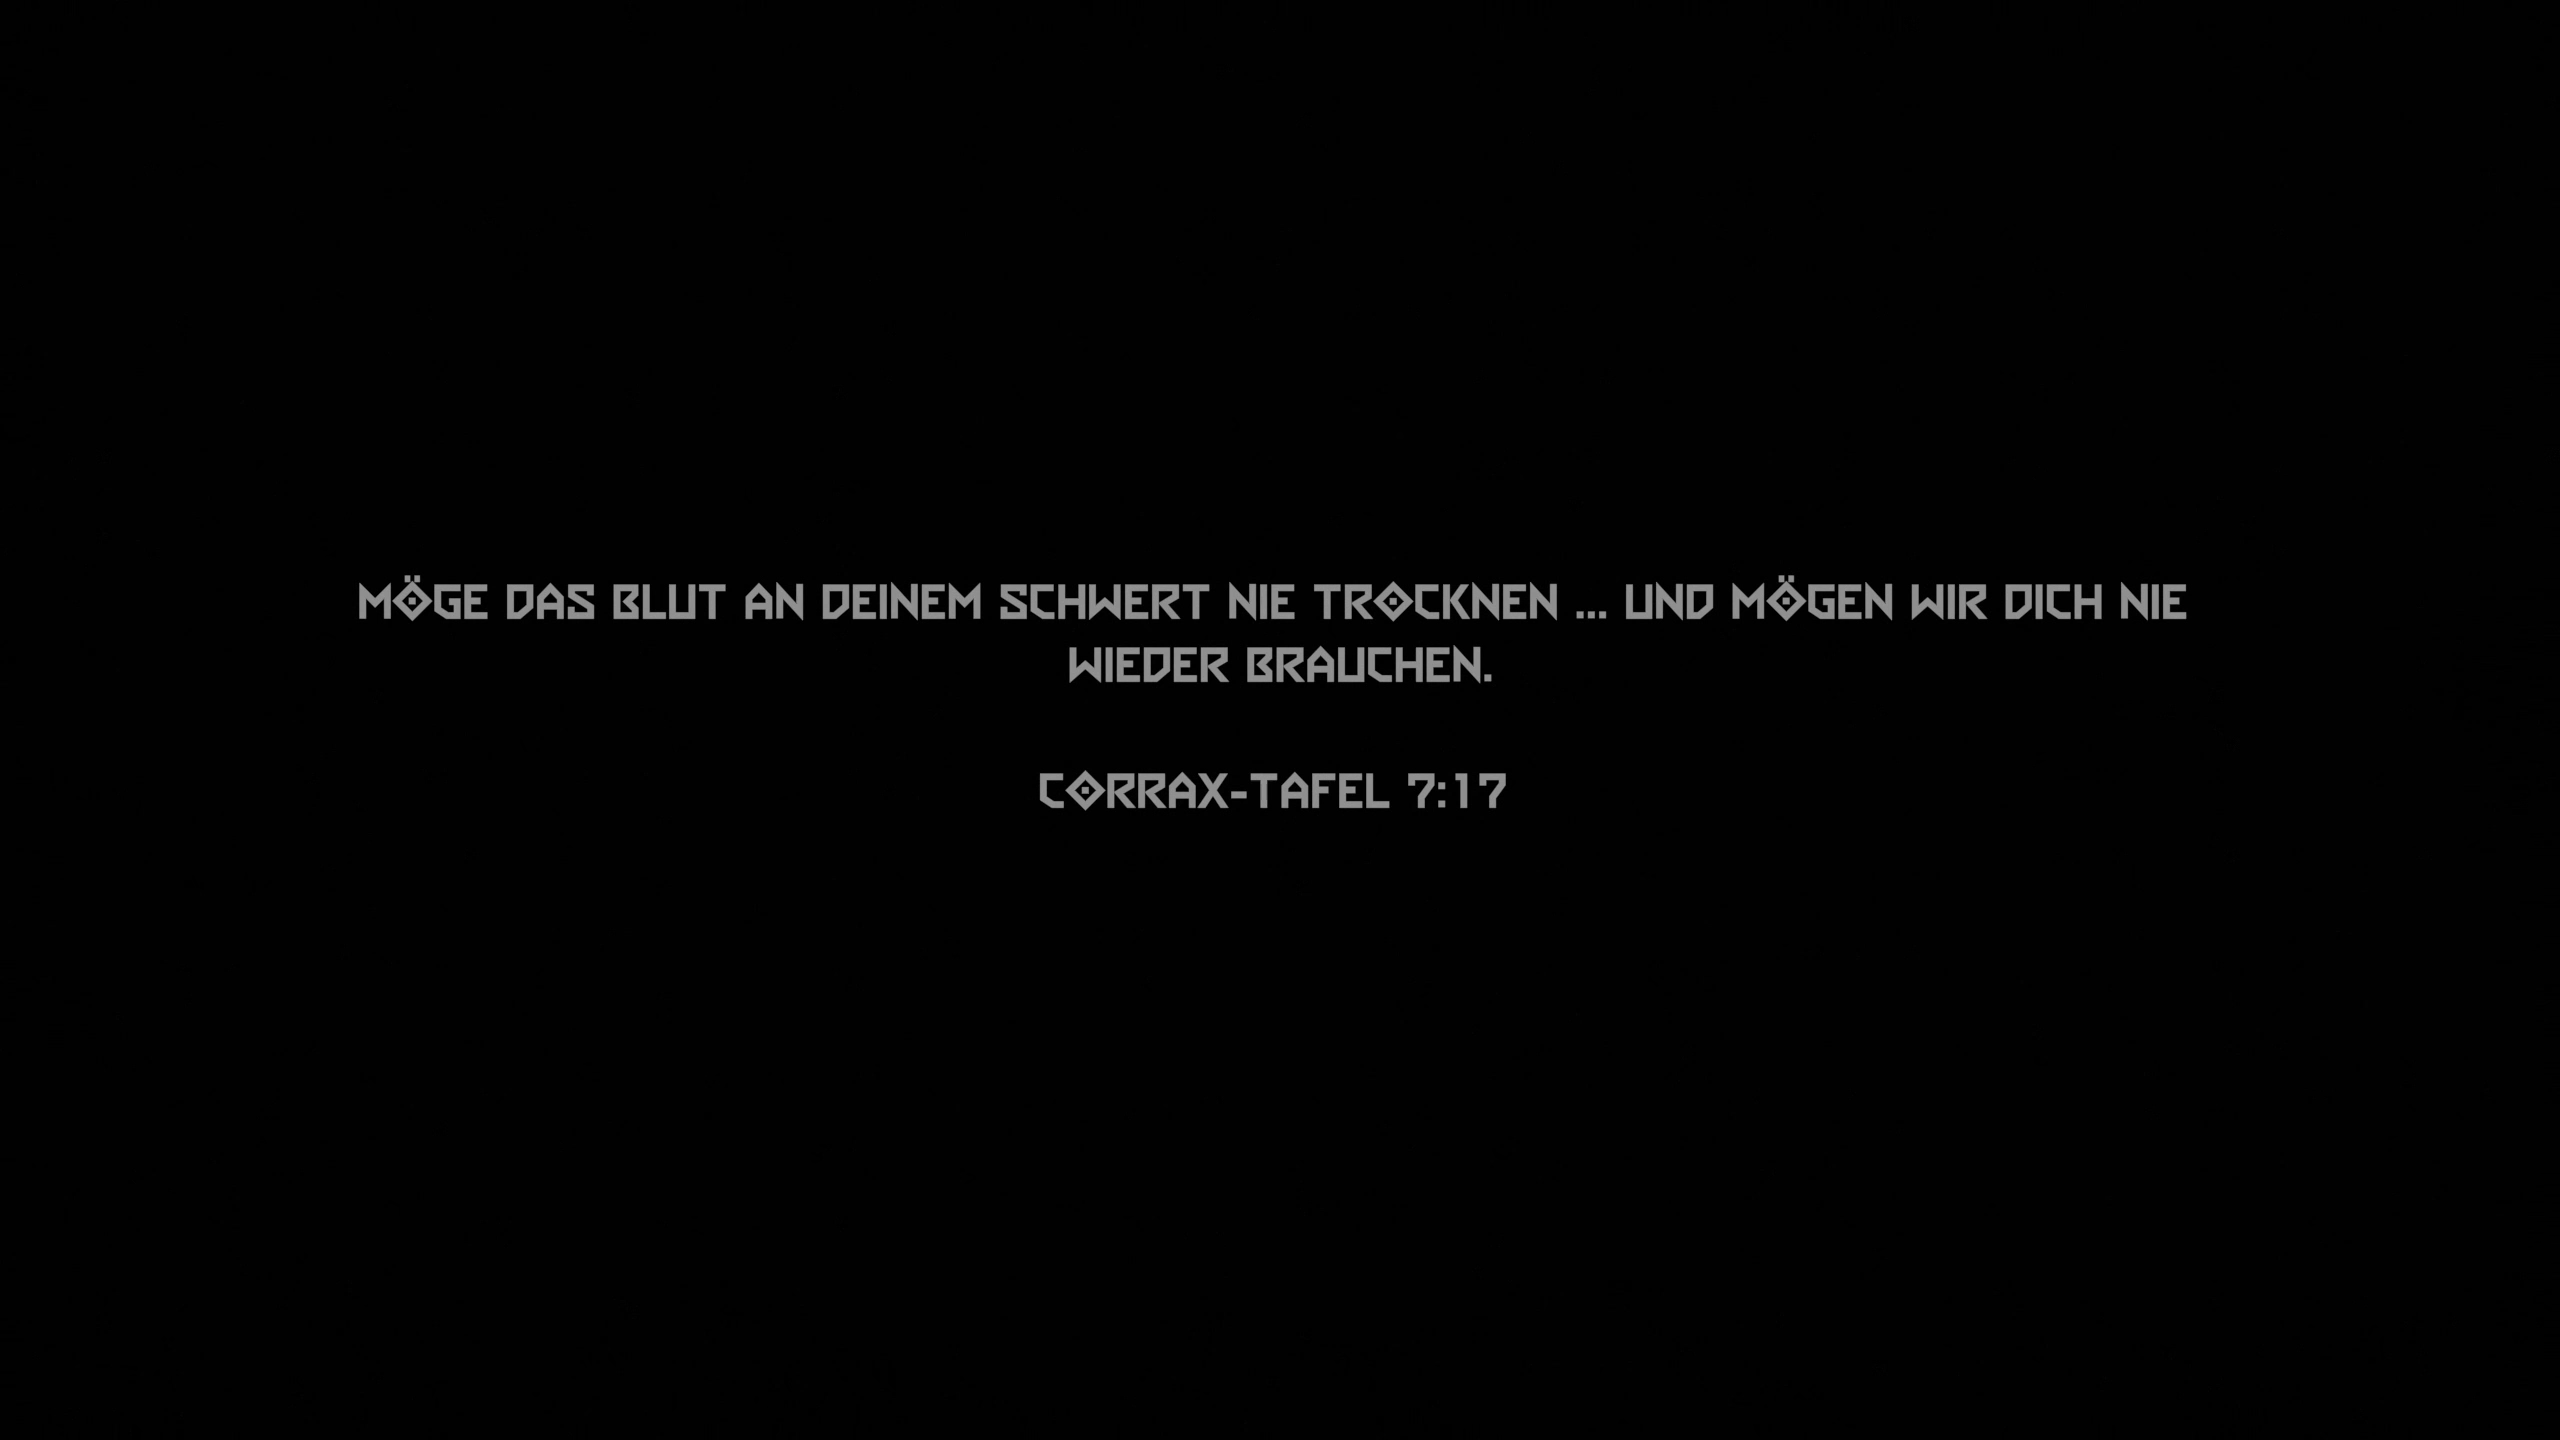 MÖGE DAS BLUT AN DEINEM SCHWERT NIE TROCKNEN ... UND MÖGEN WIR DICH NIE
WIEDER BRAUCHEN.
CORRAX-TAFEL 7:17